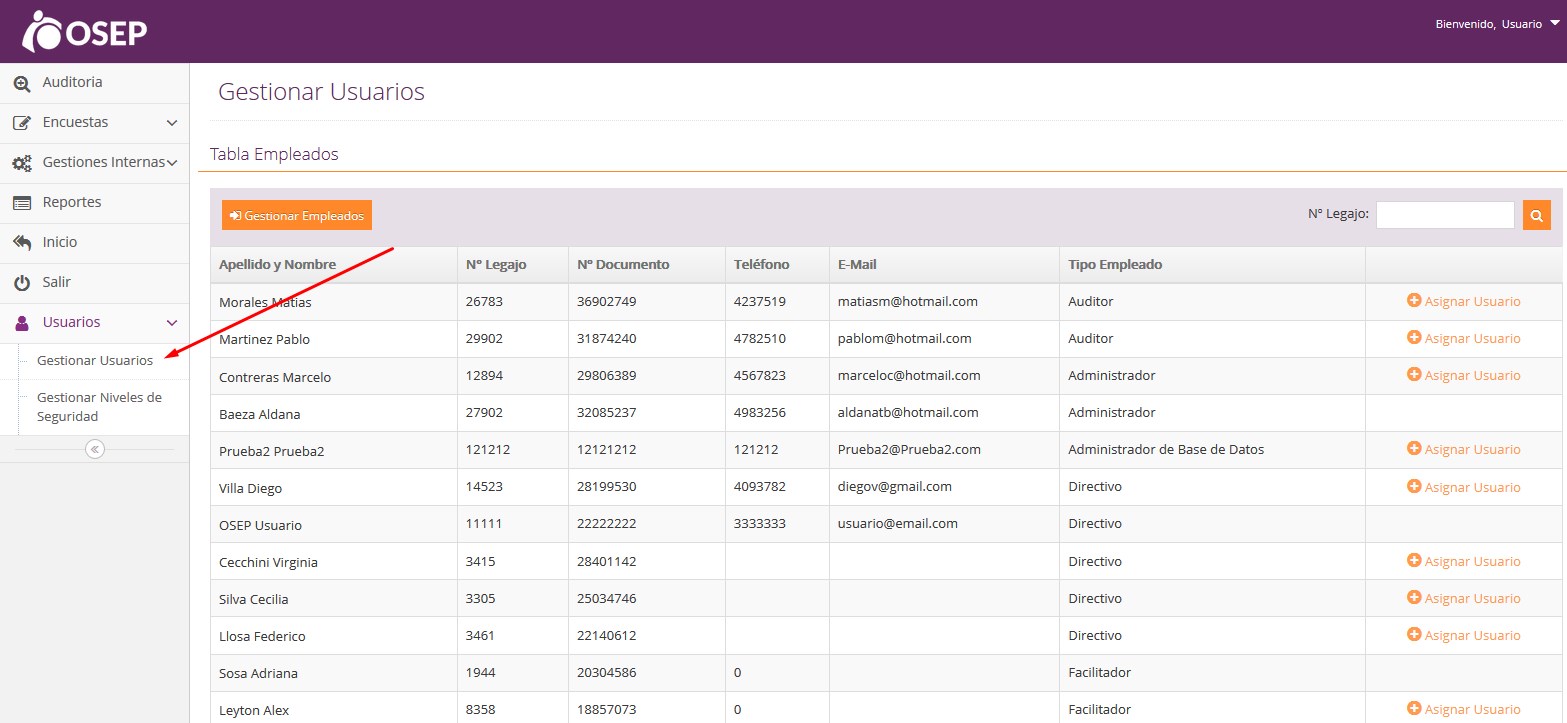 OSEP
Bienvenido, Usuario
Auditoria
Encuestas
Gestiones Internas
Reportes
Inicio
Salir
Usuarios
Gestionar Usuarios
Gestionar Niveles de
Seguridad
Gestionar Usuarios
Tabla Empleados
Gestionar Empleados
Nº Legajo:
Apellido y Nombre Nº Legajo Nº Documento Teléfono E-Mail Tipo Empleado
Morales Matias 26783 36902749 4237519 matiasm@hotmail.com Auditor Asignar Usuario
Martinez Pablo 29902 31874240 4782510 pablom@hotmail.com Auditor Asignar Usuario
Contreras Marcelo 12894 29806389 4567823 marceloc@hotmail.com Administrador Asignar Usuario
Baeza Aldana 27902 32085237 4983256 aldanatb@hotmail.com Administrador
Prueba2 Prueba2 121212 12121212 121212 Prueba2@Prueba2.com Administrador de Base de Datos Asignar Usuario
Villa Diego 14523 28199530 4093782 diegov@gmail.com Directivo Asignar Usuario
OSEP Usuario 11111 22222222 3333333 usuario@email.com Directivo
Cecchini Virginia 3415 28401142 Directivo Asignar Usuario
Silva Cecilia 3305 25034746 Directivo Asignar Usuario
Llosa Federico 3461 22140612 Directivo Asignar Usuario
Sosa Adriana 1944 20304586 0 Facilitador
Leyton Alex 8358 18857073 0 Facilitador Asignar Usuario